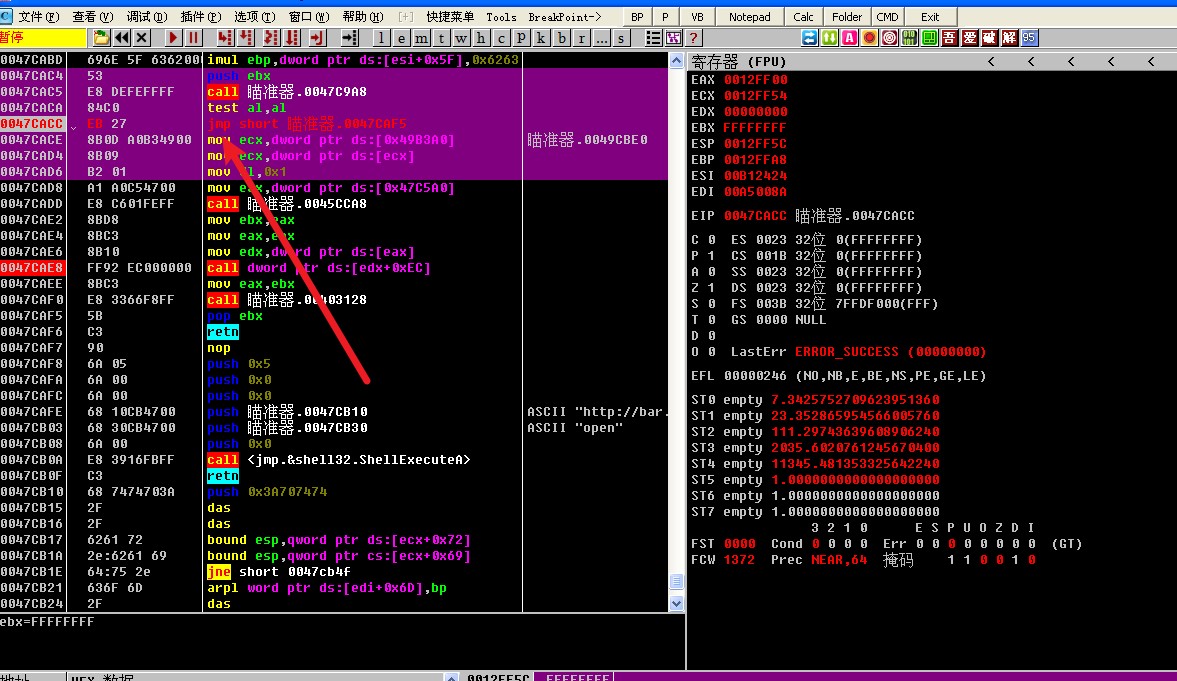 文件(F) 查看(V) 调试(D) 插件(P) 选项(T) 窗口(W) 帮助(H) [+] 快捷菜单 Tools BreakPoint-> BP P VB Notepad Calc Folder CMD Exit
暂停 l e m t w h c P k b r ... s ? A 吾 爱 破 解 95
0047CABD 696E 5F 6362000 imul ebp,dword ptr ds:[esi+0x5F],0x6263
0047CAC4 53 push ebx
0047CAC5 E8 DEFEFFFF call 瞄准器.0047C9A8
0047CACA 84C0 test al,al
0047CACC EB 27 jmp short 瞄准器.0047CAF5
0047CACE 8B0D A0B34900 mov ecx,dword ptr ds:[0x49B3A0] 瞄准器.0049CBE0
0047CAD4 8B09 mov ecx,dword ptr ds:[ecx]
0047CAD6 B2 01 mov dl,0x1
0047CAD8 A1 A0C54700 mov eax,dword ptr ds:[0x47C5A0]
0047CADD E8 C601FEFF call 瞄准器.0045CCA8
0047CAE2 8BD8 mov ebx,eax
0047CAE4 8BC3 mov eax,ebx
0047CAE6 8B10 mov edx,dword ptr ds:[eax]
0047CAE8 FF92 EC000000 call dword ptr ds:[edx+0xEC]
0047CAEE 8BC3 mov eax,ebx
0047CAF0 E8 3366F8FF call 瞄准器.00403128
0047CAF5 5B pop ebx
0047CAF6 C3 retn
0047CAF7 90 nop
0047CAF8 6A 05 push 0x5
0047CAFA 6A 00 push 0x0
0047CAFC 6A 00 push 0x0
0047CAFE 68 10CB4700 push 瞄准器.0047CB10 ASCII "http://bar.
0047CB03 68 30CB4700 push 瞄准器.0047CB30 ASCII "open"
0047CB08 6A 00 push 0x0
0047CB0A E8 3916FBFF call <jmp.&shell32.ShellExecuteA>
0047CB0F C3 retn
0047CB10 68 7474703A push 0x3A707474
0047CB15 2F das
0047CB16 2F das
0047CB17 6261 72 bound esp,qword ptr ds:[ecx+0x72]
0047CB1A 2e:6261 69 bound esp,qword ptr cs:[ecx+0x69]
0047CB1E 64:75 2e jne short 0047cb4f
0047CB21 636F 6D arpl word ptr ds:[edi+0x6D],bp
0047CB24 2F das
ebx=FFFFFFFF
寄存器 (FPU) < < < < <
EAX 0012FF00
ECX 0012FF54
EDX 00000000
EBX FFFFFFFF
ESP 0012FF5C
EBP 0012FFA8
ESI 00B12424
EDI 00A5008A
EIP 0047CACC 瞄准器.0047CACC
C 0 ES 0023 32位 0(FFFFFFFF)
P 1 CS 001B 32位 0(FFFFFFFF)
A 0 SS 0023 32位 0(FFFFFFFF)
Z 1 DS 0023 32位 0(FFFFFFFF)
S 0 FS 003B 32位 7FFDF000(FFF)
T 0 GS 0000 NULL
D 0
O 0 LastErr ERROR_SUCCESS (00000000)
EFL 00000246 (NO,NB,E,BE,NS,PE,GE,LE)
ST0 empty 7.3425752709623951360
ST1 empty 23.352865954566005760
ST2 empty 111.29743639608906240
ST3 empty 2035.6020761245670400
ST4 empty 11345.481353325642240
ST5 empty 1.0000000000000000000
ST6 empty 1.0000000000000000000
ST7 empty 1.0000000000000000000
3 2 1 0 E S P U O Z D I
FST 0000 Cond 0 0 0 0 Err 0 0 0 0 0 0 0 0 (GT)
FCW 1372 Prec NEAR,64 掩码 1 1 0 0 1 0
地址 HEX 数据 0012FF5C FFFFFFFF